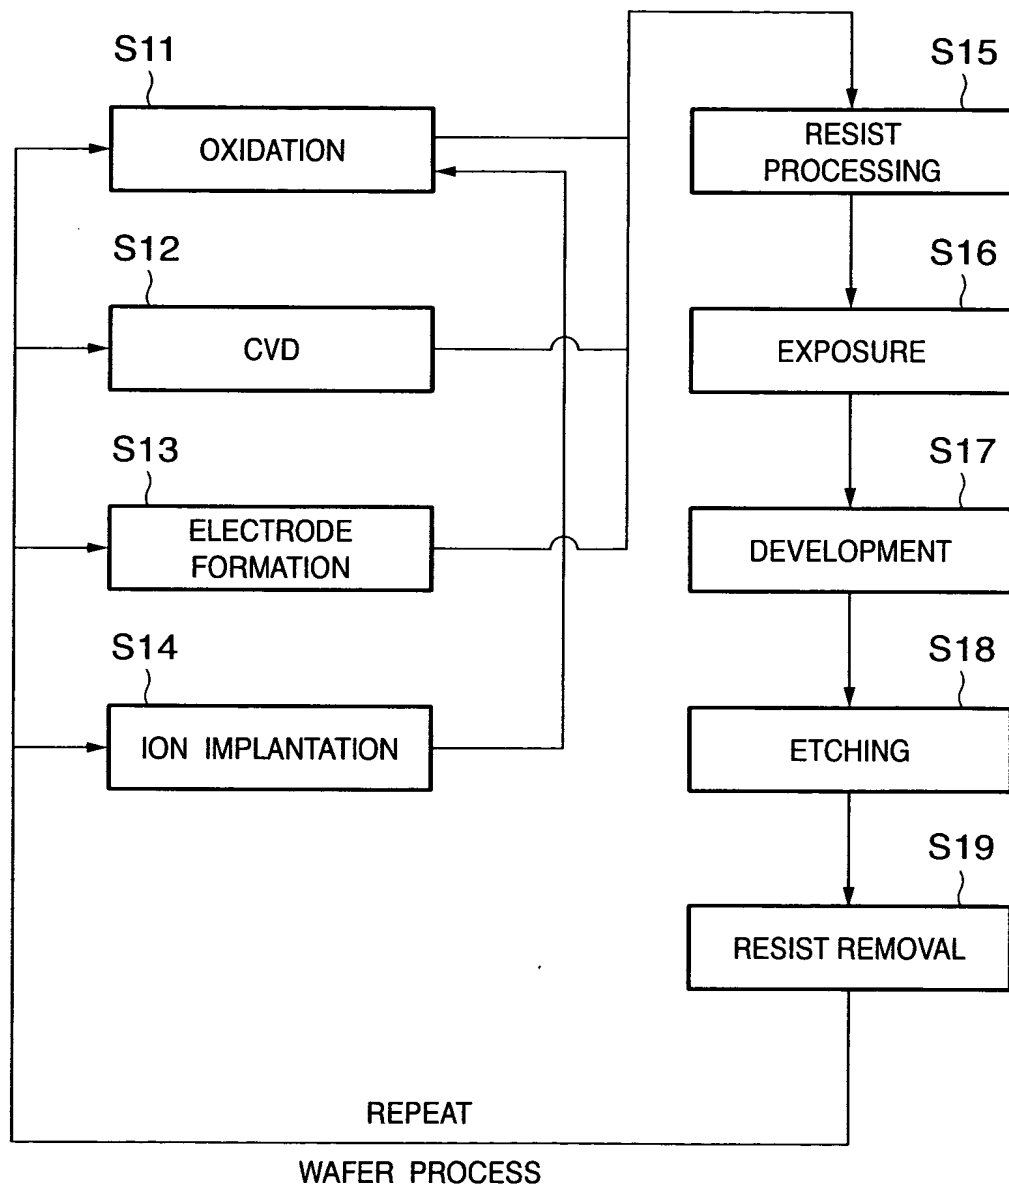 S11
OXIDATION
S12
CVD
S13
ELECTRODE
FORMATION
S14
ION IMPLANTATION
S15
RESIST
PROCESSING
S16
EXPOSURE
S17
DEVELOPMENT
S18
ETCHING
S19
RESIST REMOVAL
REPEAT
WAFER PROCESS